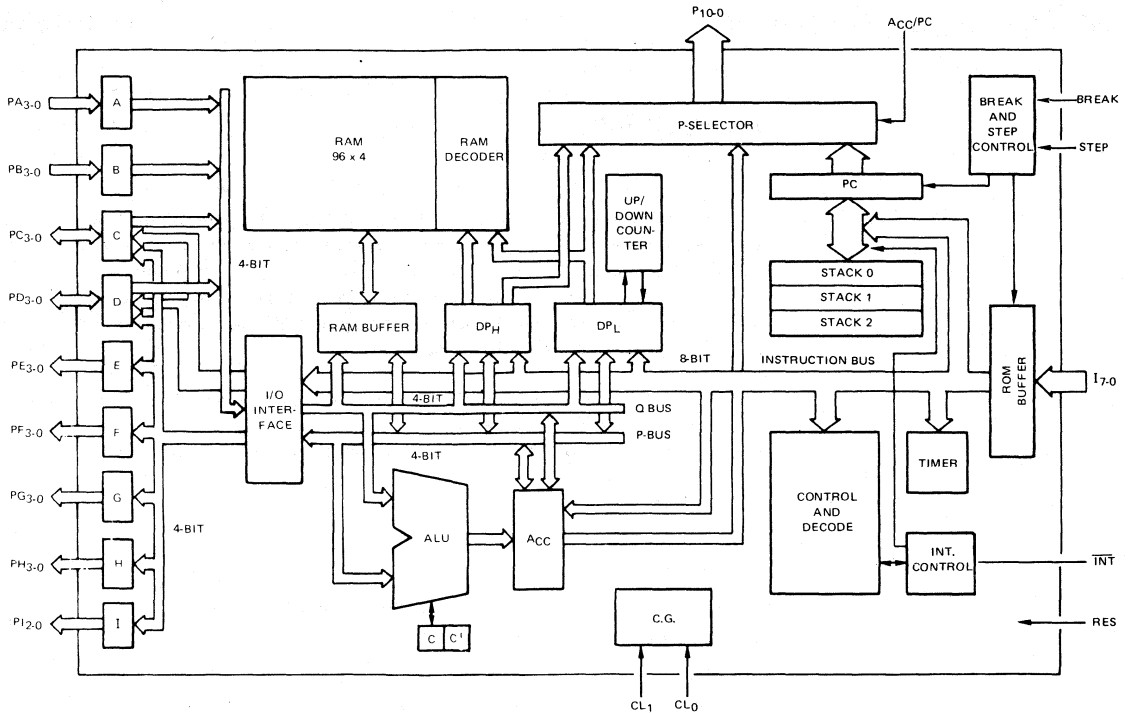 P10-0
ACC/PC
PA3-0
A
RAM
96 x 4
RAM
DECODER
P-SELECTOR
BREAK
AND
STEP
CONTROL
BREAK
STEP
PB3-0
B
PC
UP/
DOWN
COUN-
TER
PC3-0
C
4-BIT
STACK 0
STACK 1
STACK 2
PD3-0
D
RAM BUFFER
DPH
DPL
PE3-0
E
8-BIT
INSTRUCTION BUS
ROM
BUFFER
I7-0
I/O
INTER-
FACE
4-BIT
Q BUS
P-BUS
4-BIT
PF3-0
F
TIMER
PG3-0
G
4-BIT
ALU
ACC
CONTROL
AND
DECODE
PH3-0
H
INT.
CONTROL
INT
PI2-0
I
C
C'
C.G.
RES
CL1
CL0